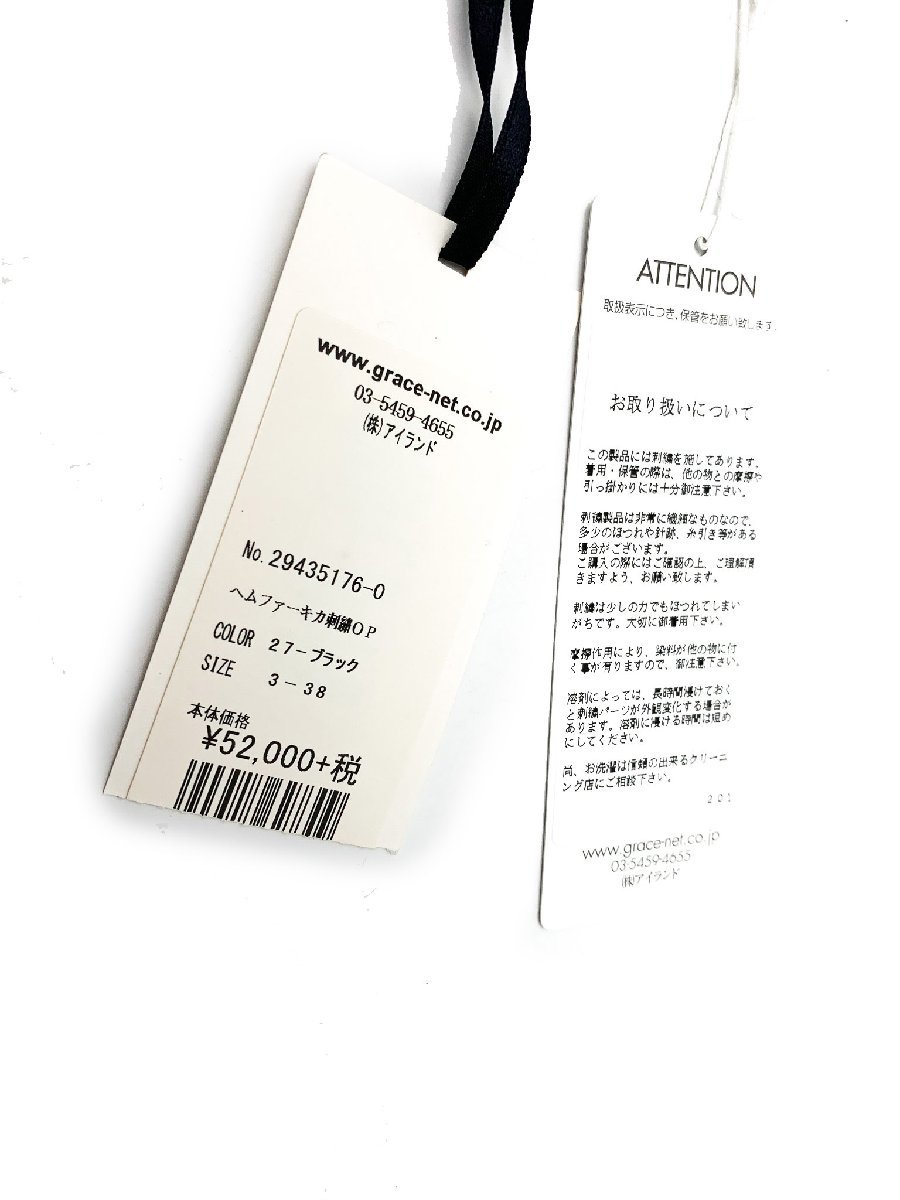 www.grace-net.co.jp
03-5459-4655
(株)アイランド
No.29435176-0
ヘムファーキカ刺繍OP
COLOR 27-ブラック
SIZE 3-38
本体価格
¥52,000+税
ATTENTION
取扱表示につき、保管をお願い致します。
お取り扱いについて
この製品には刺繍を施してあります。
着用・保管の際は、他の物との摩擦や
引っ掛かりには十分御注意下さい。
刺繍製品は非常に繊細なものなので、
多少のほつれや針跡、糸引き等がある
場合がございます。
ご購入の際にはご確認の上、ご理解頂
きますよう、お願い致します。
刺繍は少しの力でもほつれてしまい
がちです。大切に御着用下さい。
摩擦作用により、染料が他の物に付
く事が有りますので、御注意下さい。
溶剤によっては、長時間浸けておく
と刺繍パーツが外観変化する場合が
あります。溶剤に浸ける時間は短め
にしてください。
尚、お洗濯は信頼の出来るクリーニ
ング店にご相談下さい。
201
www.grace-net.co.jp
03-5459-4655
(株)アイランド